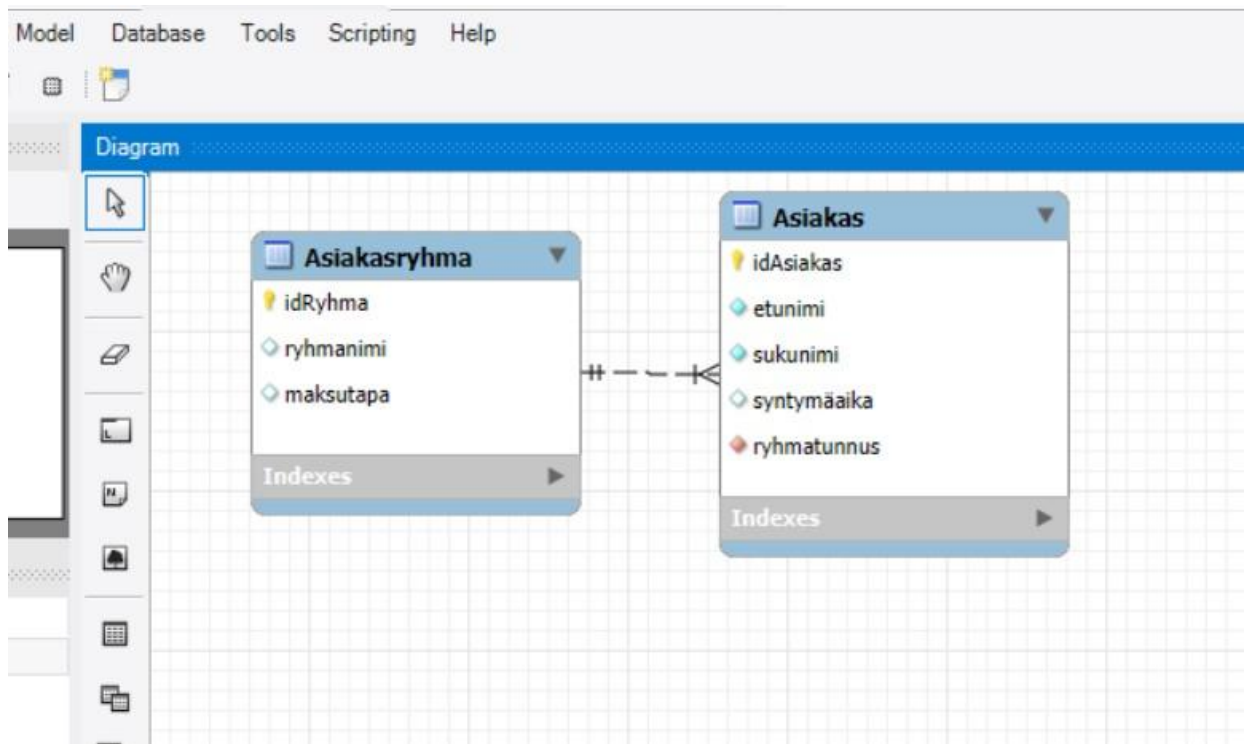 Model Database Tools Scripting Help
Diagram
Asiakasryhma
idRyhma
ryhmanimi
maksutapa
Indexes
Asiakas
idAsiakas
etunimi
sukunimi
syntymäaika
ryhmatunnus
Indexes